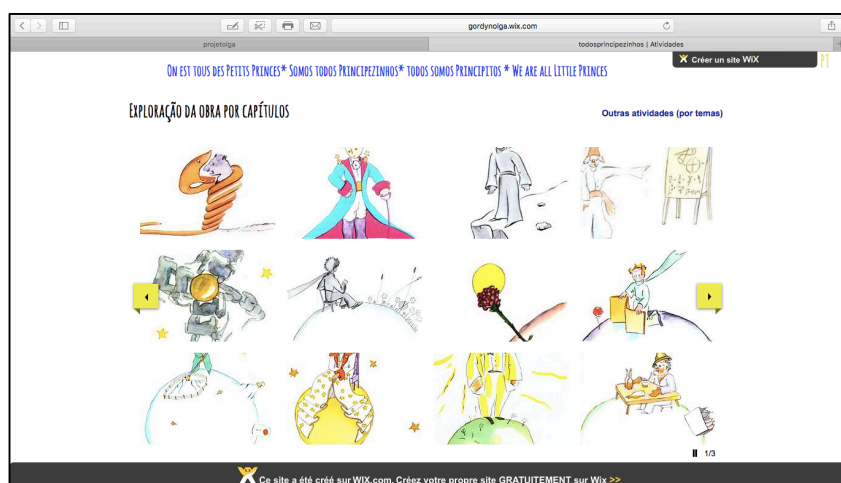 gordynolga.wix.com
projetolga
todosprincipezinhos | Atividades
ON EST TOUS DES PETITS PRINCES* SOMOS TODOS PRINCIPEZINHOS* TODOS SOMOS PRINCIPITOS * WE ARE ALL LITTLE PRINCES
Créer un site WiX
PT
EXPLORAÇÃO DA OBRA POR CAPÍTULOS
Outras atividades (por temas)
1/3
Ce site a été créé sur WIX.com. Créez votre propre site GRATUITEMENT sur Wix >>